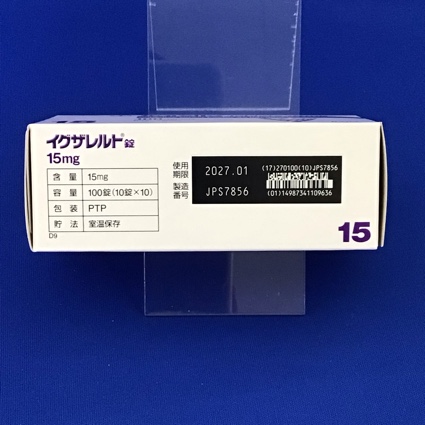 イグザレルト®錠
15mg
含 量 15mg
容 量 100錠(10錠×10)
包 装 PTP
貯 法 室温保存
D9
使用期限 2027.01
製造番号 JPS7856
(17)270100(10)JPS7856
(01)14987341109636
15